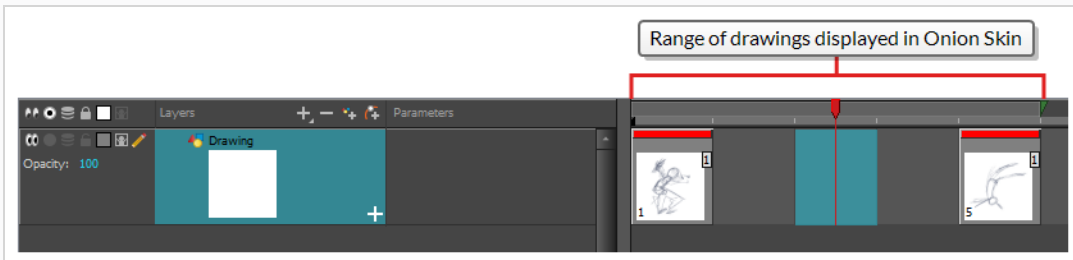 Range of drawings displayed in Onion Skin
Layers
Parameters
Drawing
Opacity: 100
1
1
1
5